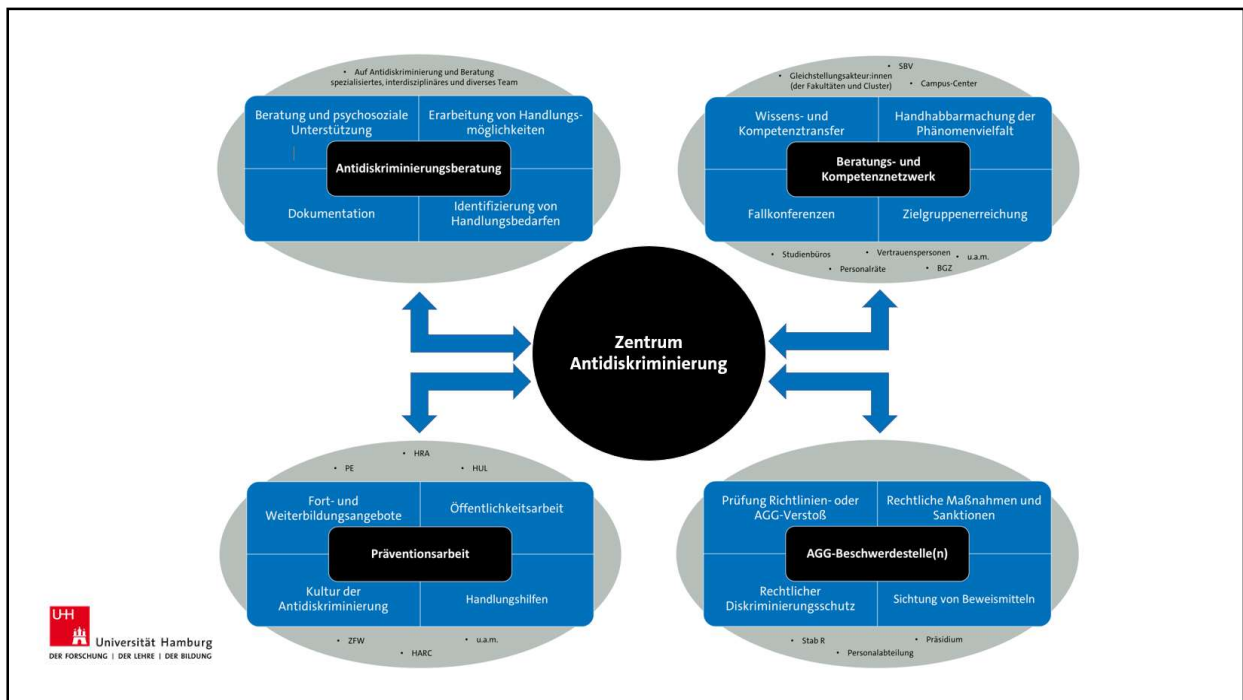 • Auf Antidiskriminierung und Beratung
spezialisiertes, interdisziplinäres und diverses Team
Beratung und psychosoziale
Unterstützung
Erarbeitung von Handlungs-
möglichkeiten
Antidiskriminierungsberatung
Dokumentation
Identifizierung von
Handlungsbedarfen
• SBV
• Gleichstellungsakteur:innen
(der Fakultäten und Cluster)
• Campus-Center
Wissens- und
Kompetenztransfer
Handhabbarmachung der
Phänomenvielfalt
Beratungs- und
Kompetenznetzwerk
Fallkonferenzen
Zielgruppenerreichung
• Studienbüros
• Vertrauenspersonen
• u.a.m.
• Personalräte
• BGZ
Zentrum
Antidiskriminierung
• HRA
• PE
• HUL
Fort- und
Weiterbildungsangebote
Öffentlichkeitsarbeit
Präventionsarbeit
Kultur der
Antidiskriminierung
Handlungshilfen
• ZFW
• u.a.m.
• HARC
Prüfung Richtlinien- oder
AGG-Verstoß
Rechtliche Maßnahmen und
Sanktionen
AGG-Beschwerdestelle(n)
Rechtlicher
Diskriminierungsschutz
Sichtung von Beweismitteln
• Stab R
• Präsidium
• Personalabteilung
UH
Universität Hamburg
DER FORSCHUNG | DER LEHRE | DER BILDUNG